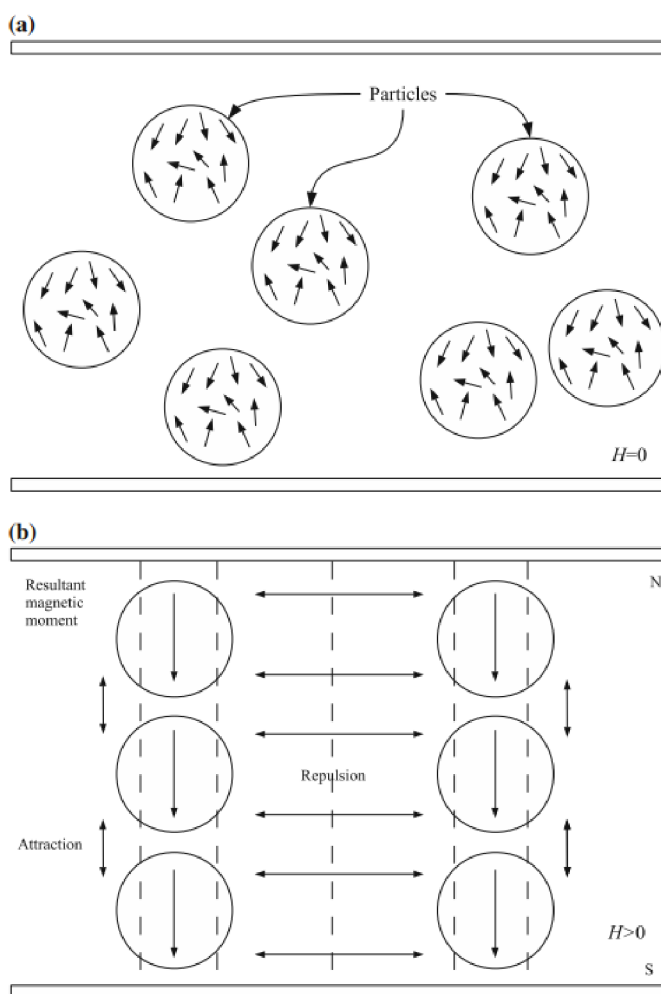 (a)
Particles
H=0
(b)
Resultant
magnetic
moment
N
Repulsion
Attraction
H>0
S